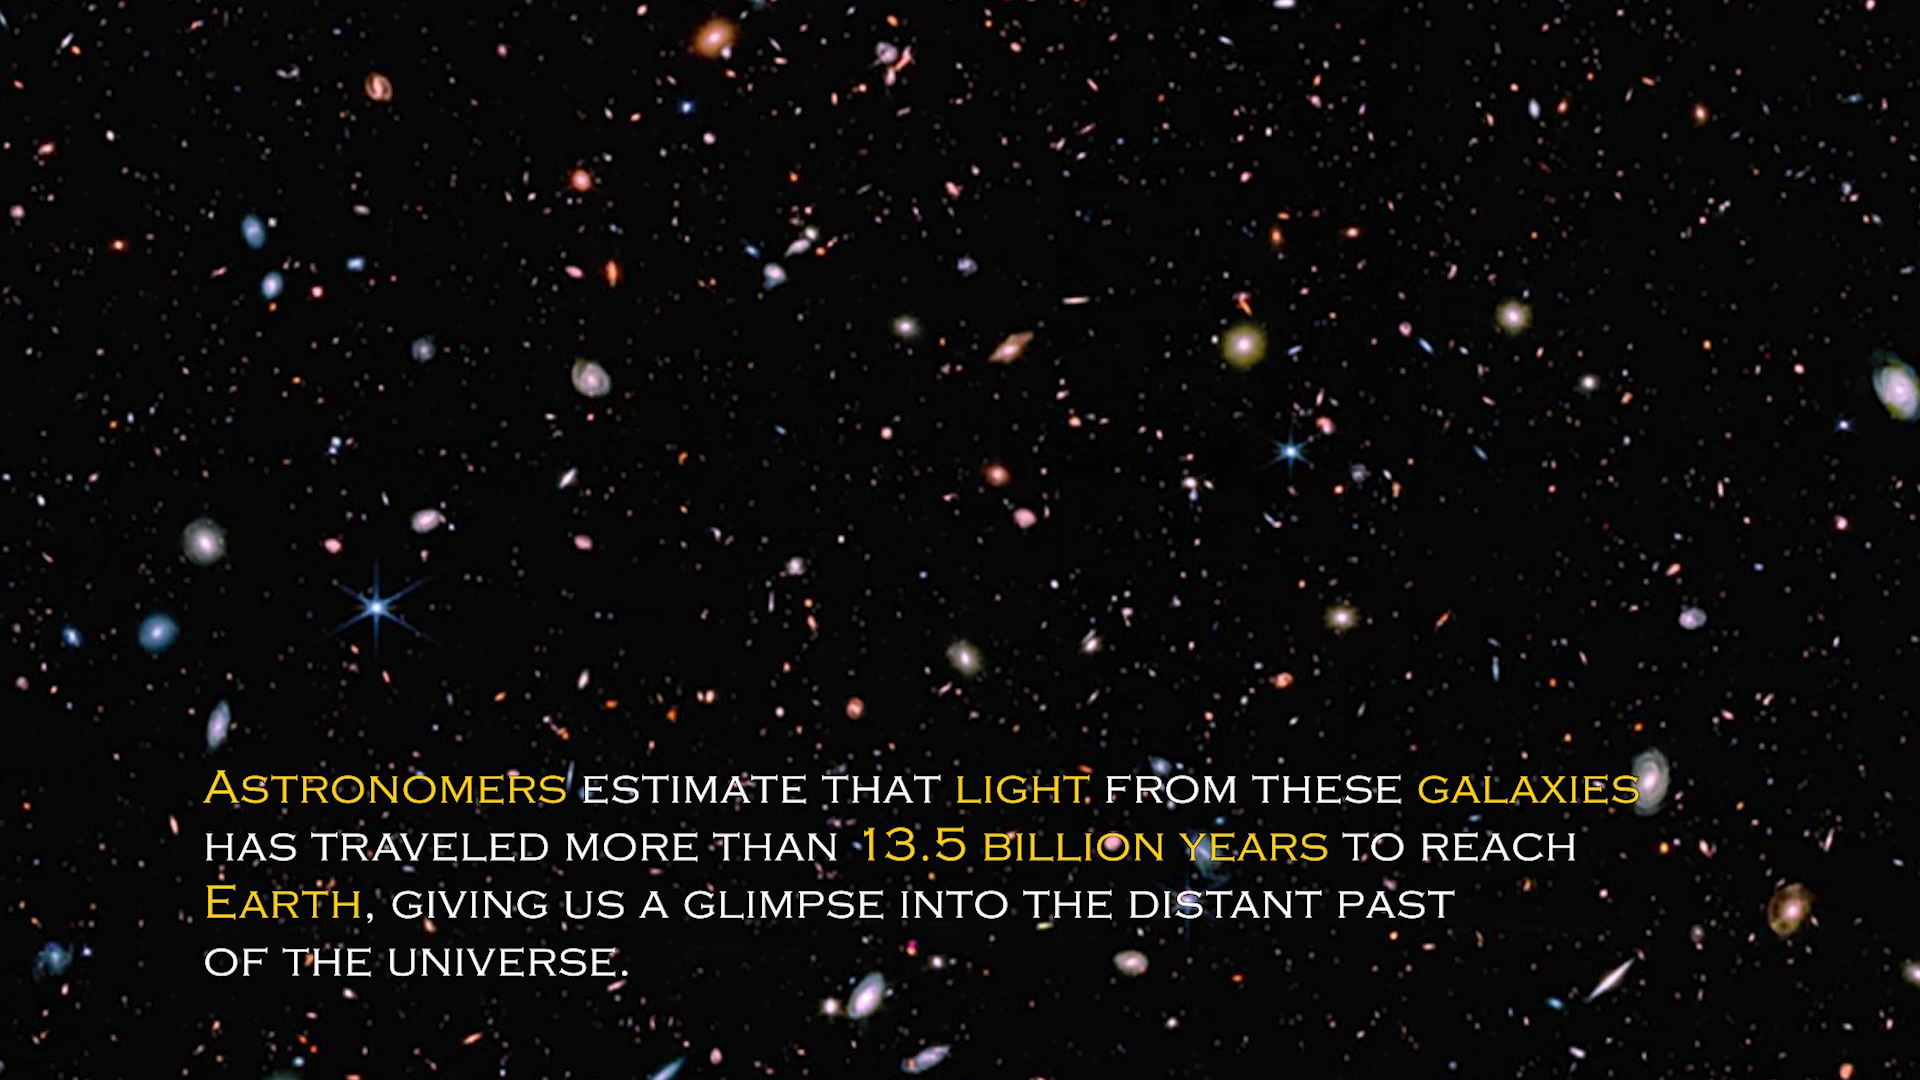 Astronomers estimate that light from these galaxies
has traveled more than 13.5 billion years to reach
Earth, giving us a glimpse into the distant past
of the universe.